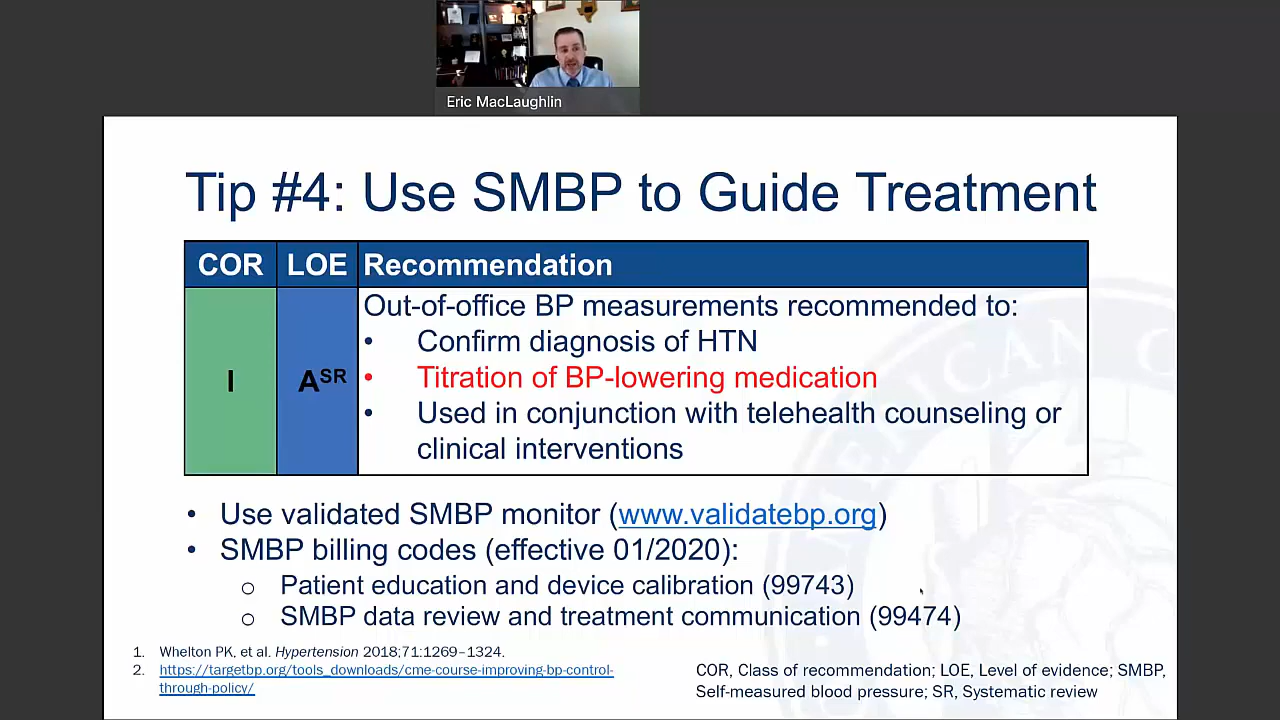 Eric MacLaughlin
Tip #4: Use SMBP to Guide Treatment
COR LOE Recommendation
I A^SR
Out-of-office BP measurements recommended to:
• Confirm diagnosis of HTN
• Titration of BP-lowering medication
• Used in conjunction with telehealth counseling or
clinical interventions
• Use validated SMBP monitor (www.validatebp.org)
• SMBP billing codes (effective 01/2020):
o Patient education and device calibration (99743)
o SMBP data review and treatment communication (99474)
1. Whelton PK, et al. Hypertension 2018;71:1269–1324.
2. https://targetbp.org/tools_downloads/cme-course-improving-bp-control-
through-policy/
COR, Class of recommendation; LOE, Level of evidence; SMBP,
Self-measured blood pressure; SR, Systematic review
AMERICAN C